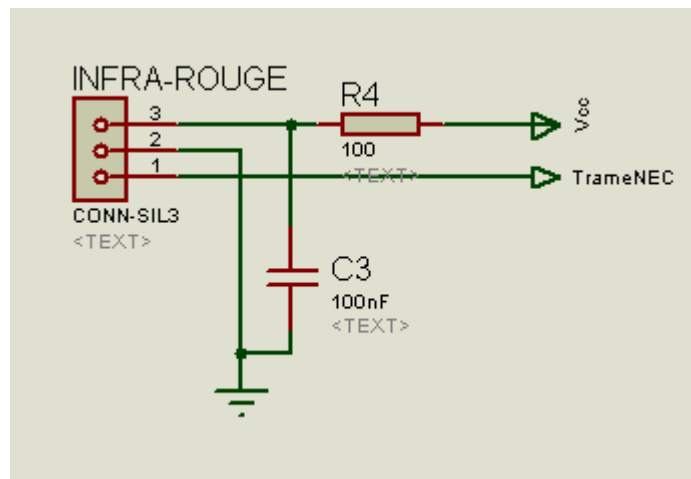 INFRA-ROUGE
3
2
1
CONN-SIL3
<TEXT>
R4
100
<TEXT>
Vcc
TrameNEC
C3
100nF
<TEXT>